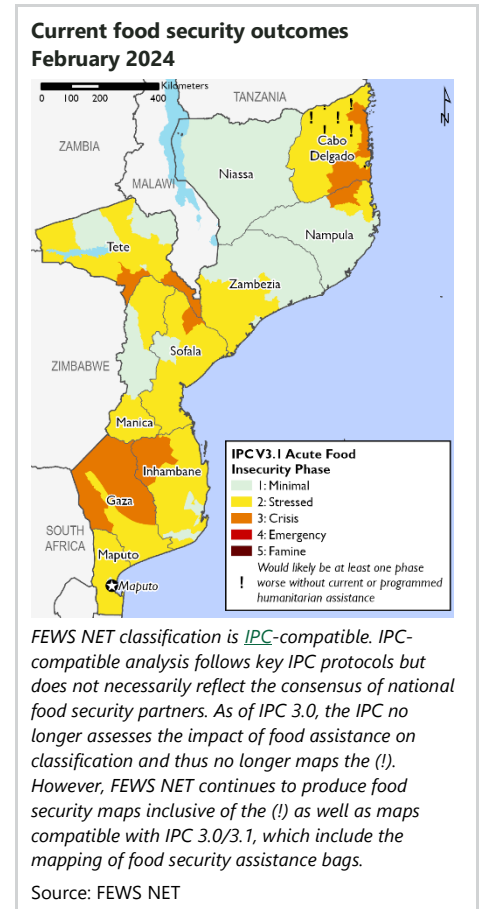 Current food security outcomes
February 2024
Kilometers
0 100 200 400
TANZANIA
N
ZAMBIA
MALAWI
Cabo
Delgado
Niassa
Nampula
Tete
Zambezia
Sofala
ZIMBABWE
Manica
Inhambane
Gaza
SOUTH
AFRICA
Maputo
Maputo
! ! ! ! ! !
IPC V3.1 Acute Food
Insecurity Phase
1: Minimal
2: Stressed
3: Crisis
4: Emergency
5: Famine
Would likely be at least one phase
! worse without current or programmed
humanitarian assistance
FEWS NET classification is IPC-compatible. IPC-
compatible analysis follows key IPC protocols but
does not necessarily reflect the consensus of national
food security partners. As of IPC 3.0, the IPC no
longer assesses the impact of food assistance on
classification and thus no longer maps the (!).
However, FEWS NET continues to produce food
security maps inclusive of the (!) as well as maps
compatible with IPC 3.0/3.1, which include the
mapping of food security assistance bags.
Source: FEWS NET